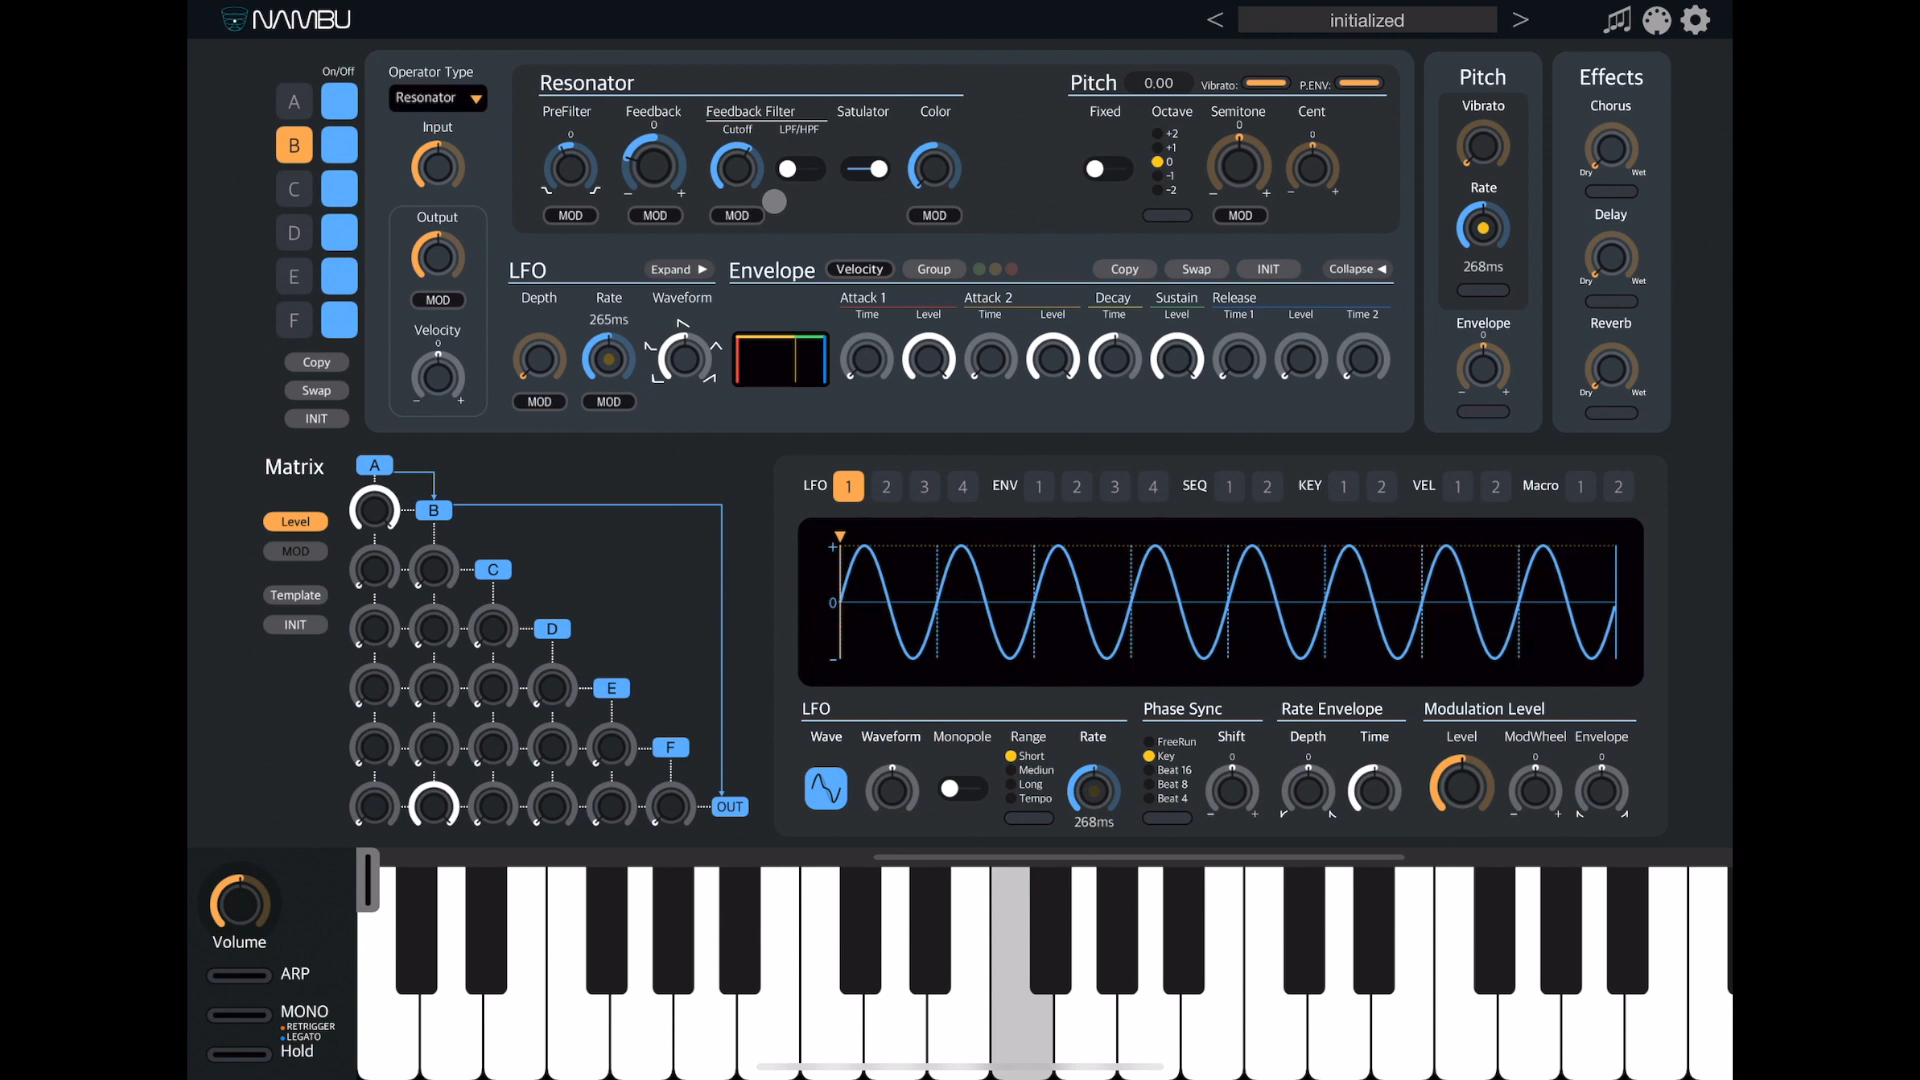 NAMBU
< initialized >
On/Off
A
B
C
D
E
F
Copy
Swap
INIT
Operator Type
Resonator
Input
Output
MOD
Velocity
0
- +
Resonator
PreFilter Feedback Feedback Filter Satulator Color
0 0 Cutoff LPF/HPF
- +
MOD MOD MOD MOD
Pitch 0.00 Vibrato: P.ENV:
Fixed Octave Semitone Cent
+2
+1
0
-1
-2
0 0
- + - +
MOD
LFO Expand ▶
Depth Rate Waveform
265ms
MOD MOD
Envelope Velocity Group Copy Swap INIT Collapse ◀
Attack 1 Attack 2 Decay Sustain Release
Time Level Time Level Time Level Time 1 Level Time 2
Pitch
Vibrato
Rate
268ms
Envelope
0
- +
Effects
Chorus
Dry Wet
Delay
Dry Wet
Reverb
Dry Wet
Matrix
Level
MOD
Template
INIT
A
B
C
D
E
F
OUT
LFO 1 2 3 4 ENV 1 2 3 4 SEQ 1 2 KEY 1 2 VEL 1 2 Macro 1 2
+
0
-
LFO Phase Sync Rate Envelope Modulation Level
Wave Waveform Monopole Range Rate Shift Depth Time Level ModWheel Envelope
0 0 0 0 0
Short
Mediun
Long
Tempo
268ms
FreeRun
Key
Beat 16
Beat 8
Beat 4
- + - +
Volume
ARP
MONO
RETRIGGER
LEGATO
Hold